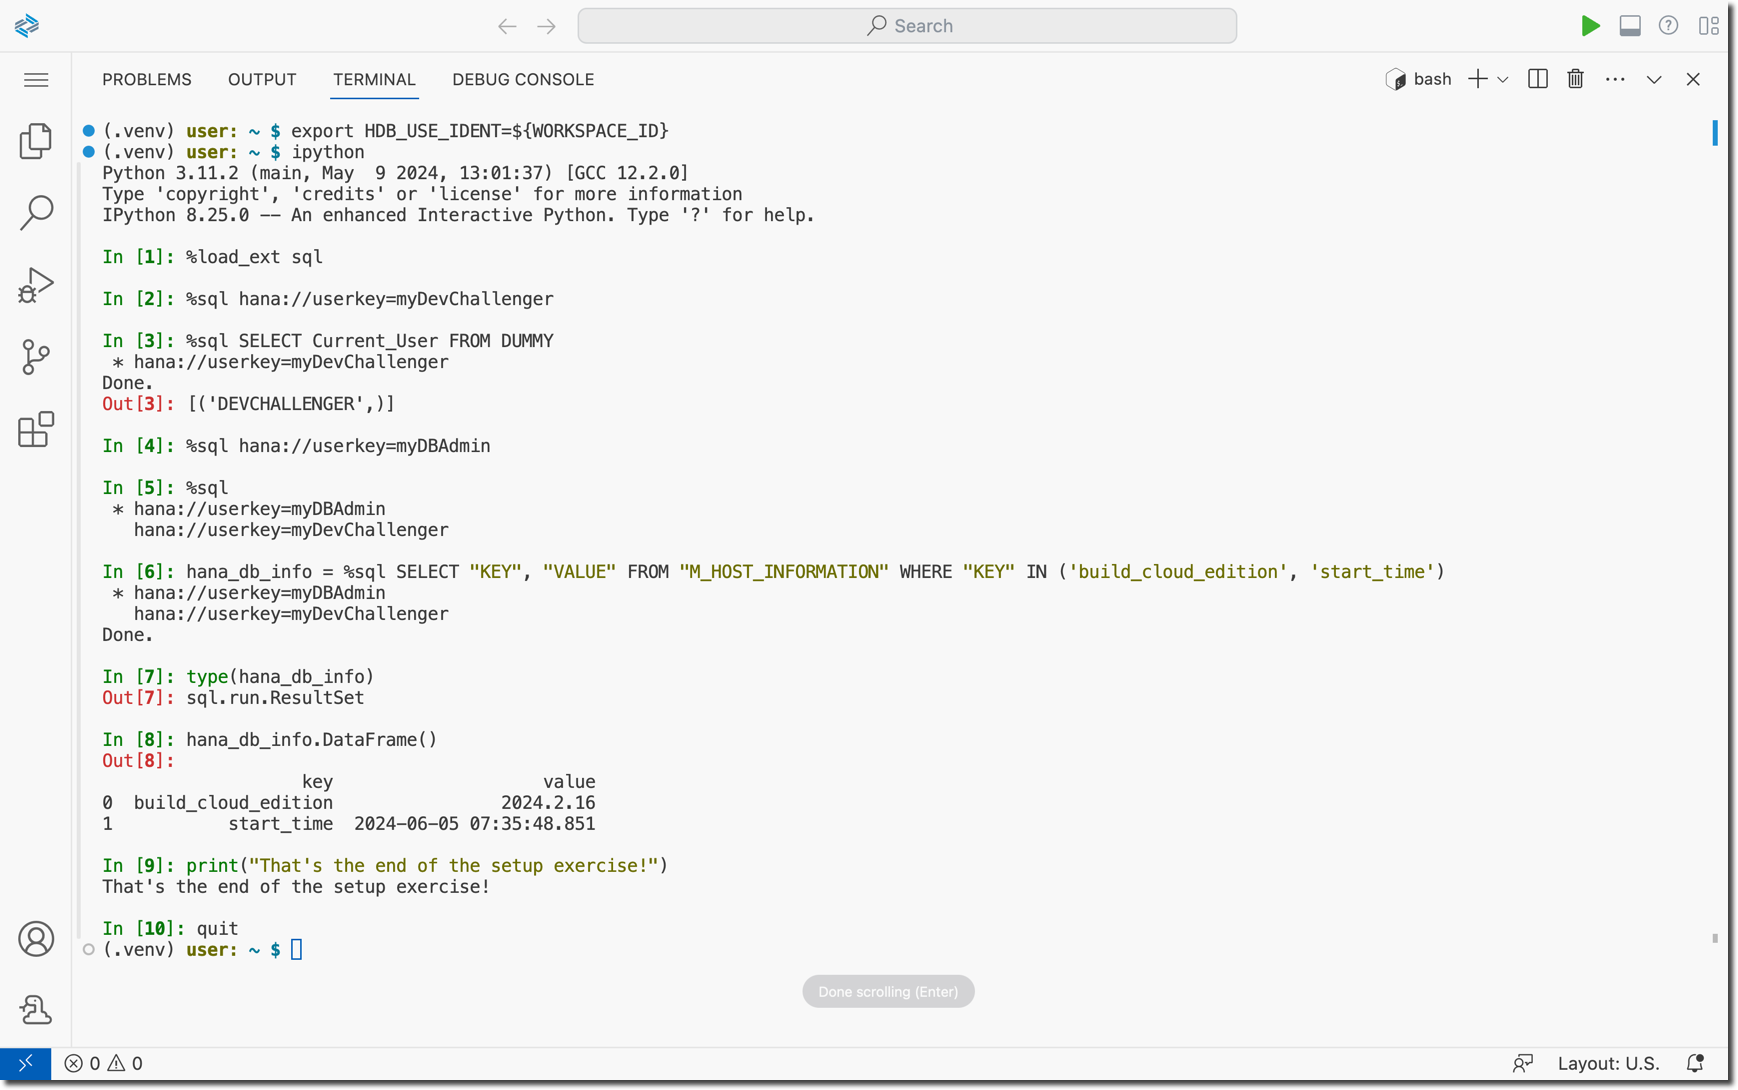 Search
PROBLEMS OUTPUT TERMINAL DEBUG CONSOLE bash
(.venv) user: ~ $ export HDB_USE_IDENT=${WORKSPACE_ID}
(.venv) user: ~ $ ipython
Python 3.11.2 (main, May  9 2024, 13:01:37) [GCC 12.2.0]
Type 'copyright', 'credits' or 'license' for more information
IPython 8.25.0 -- An enhanced Interactive Python. Type '?' for help.
In [1]: %load_ext sql
In [2]: %sql hana://userkey=myDevChallenger
In [3]: %sql SELECT Current_User FROM DUMMY
 * hana://userkey=myDevChallenger
Done.
Out[3]: [('DEVCHALLENGER',)]
In [4]: %sql hana://userkey=myDBAdmin
In [5]: %sql
 * hana://userkey=myDBAdmin
   hana://userkey=myDevChallenger
In [6]: hana_db_info = %sql SELECT "KEY", "VALUE" FROM "M_HOST_INFORMATION" WHERE "KEY" IN ('build_cloud_edition', 'start_time')
 * hana://userkey=myDBAdmin
   hana://userkey=myDevChallenger
Done.
In [7]: type(hana_db_info)
Out[7]: sql.run.ResultSet
In [8]: hana_db_info.DataFrame()
Out[8]:
                   key                    value
0  build_cloud_edition                2024.2.16
1           start_time  2024-06-05 07:35:48.851
In [9]: print("That's the end of the setup exercise!")
That's the end of the setup exercise!
In [10]: quit
(.venv) user: ~ $
Done scrolling (Enter)
0 0 Layout: U.S.